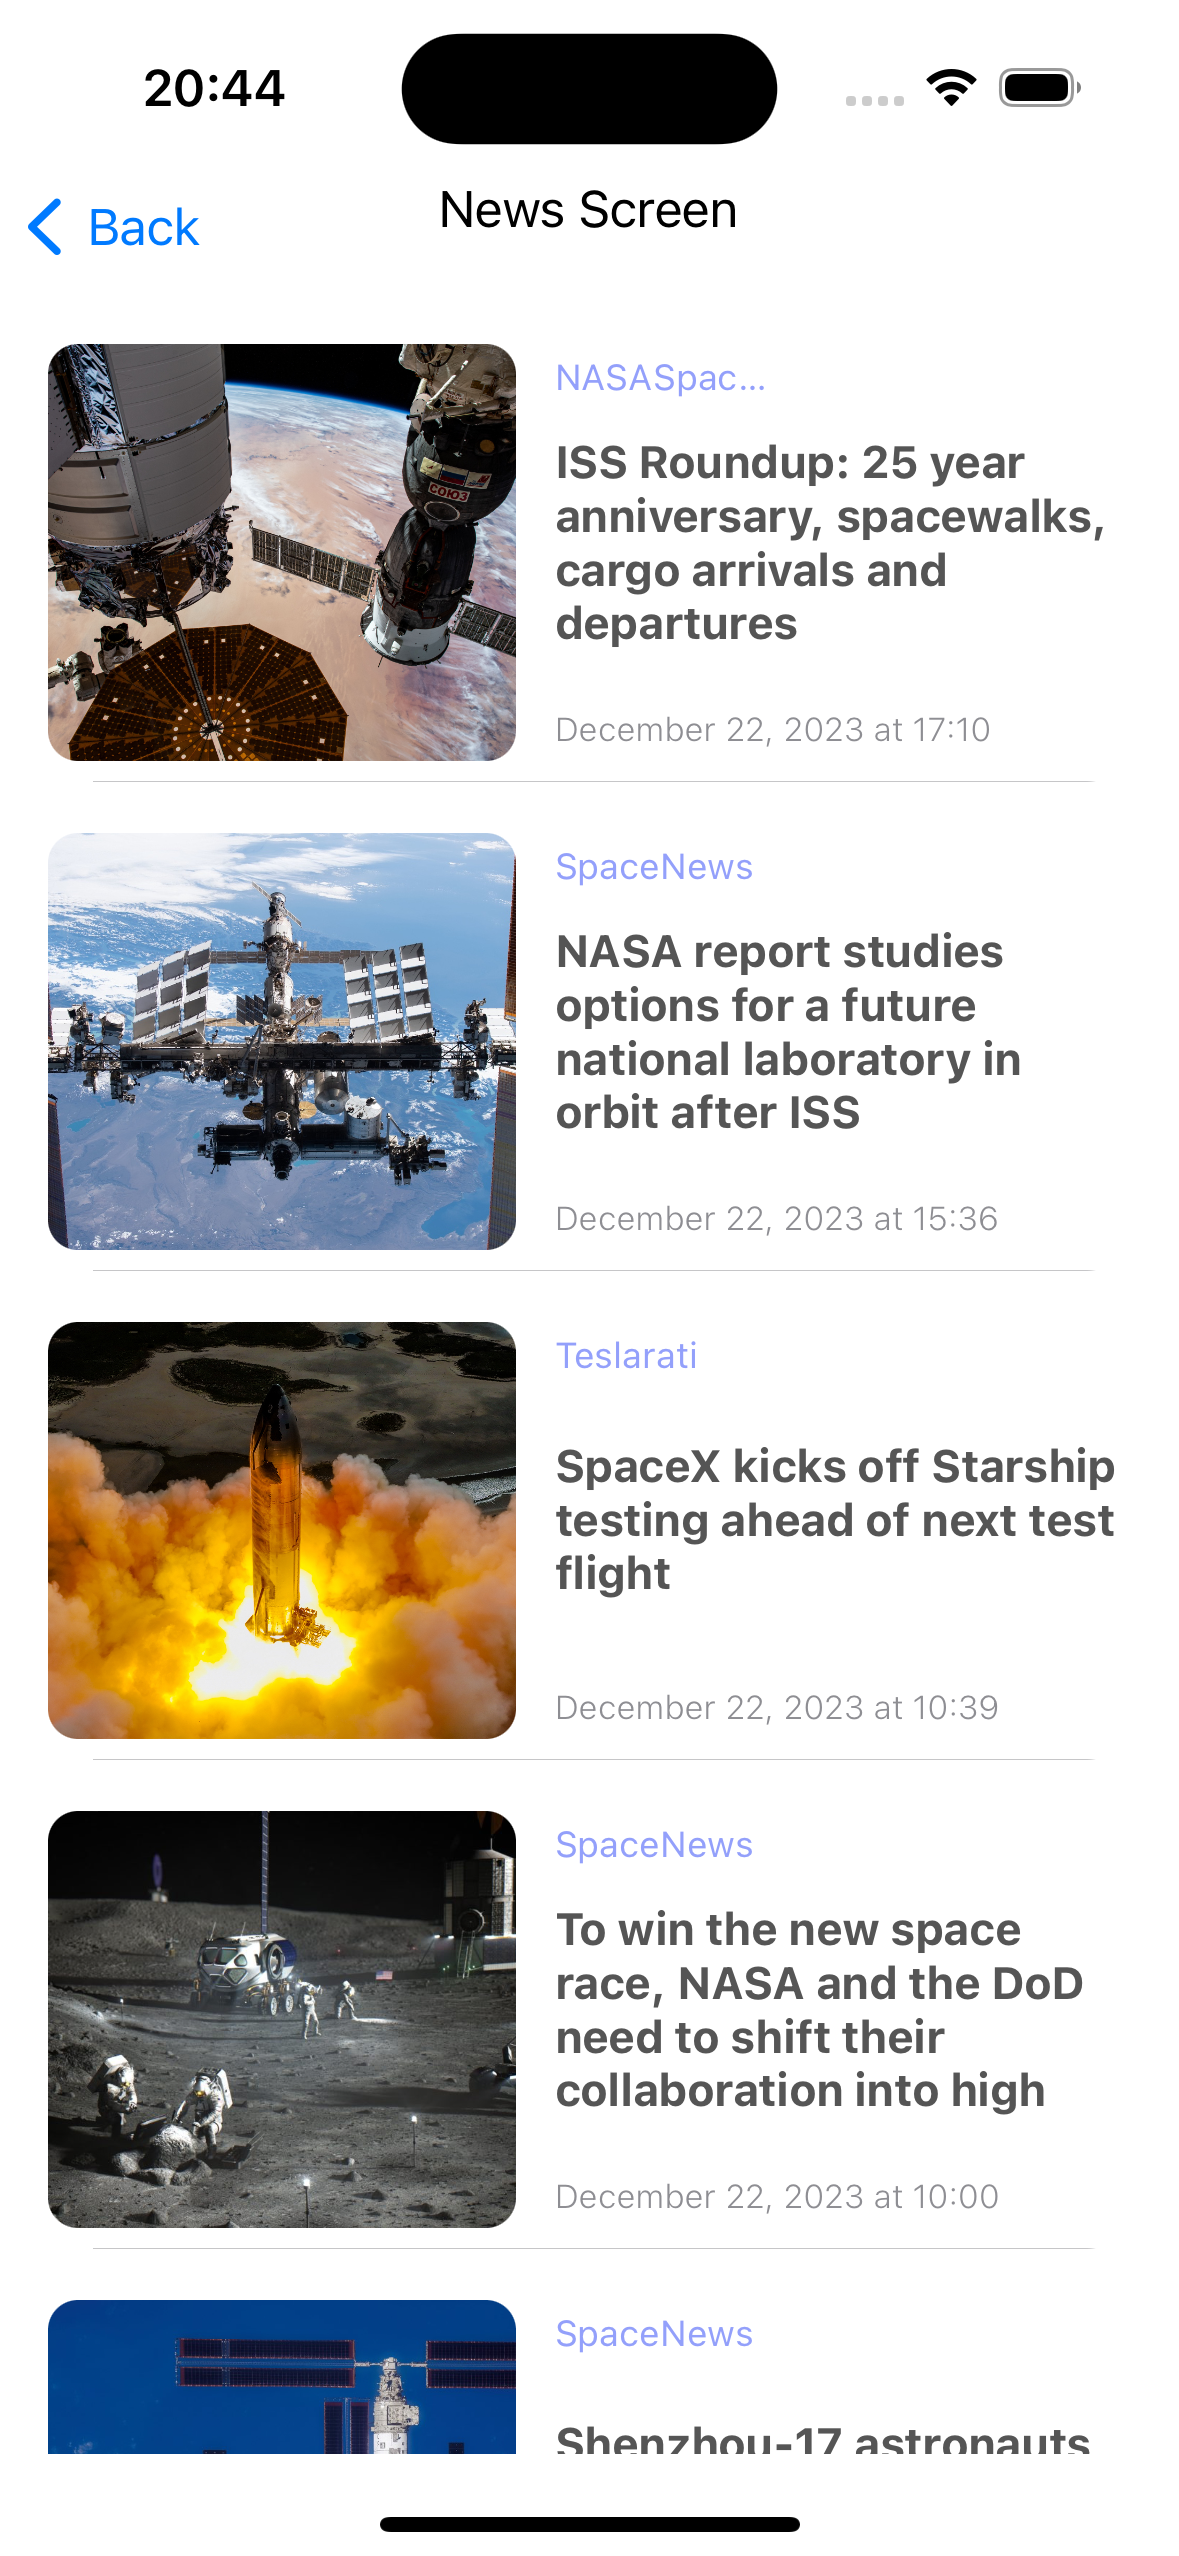 20:44
Back
News Screen
NASASpac...
ISS Roundup: 25 year
anniversary, spacewalks,
cargo arrivals and
departures
December 22, 2023 at 17:10
СОЮЗ
SpaceNews
NASA report studies
options for a future
national laboratory in
orbit after ISS
December 22, 2023 at 15:36
Teslarati
SpaceX kicks off Starship
testing ahead of next test
flight
December 22, 2023 at 10:39
SpaceNews
To win the new space
race, NASA and the DoD
need to shift their
collaboration into high
December 22, 2023 at 10:00
SpaceNews
Shenzhou-17 astronauts